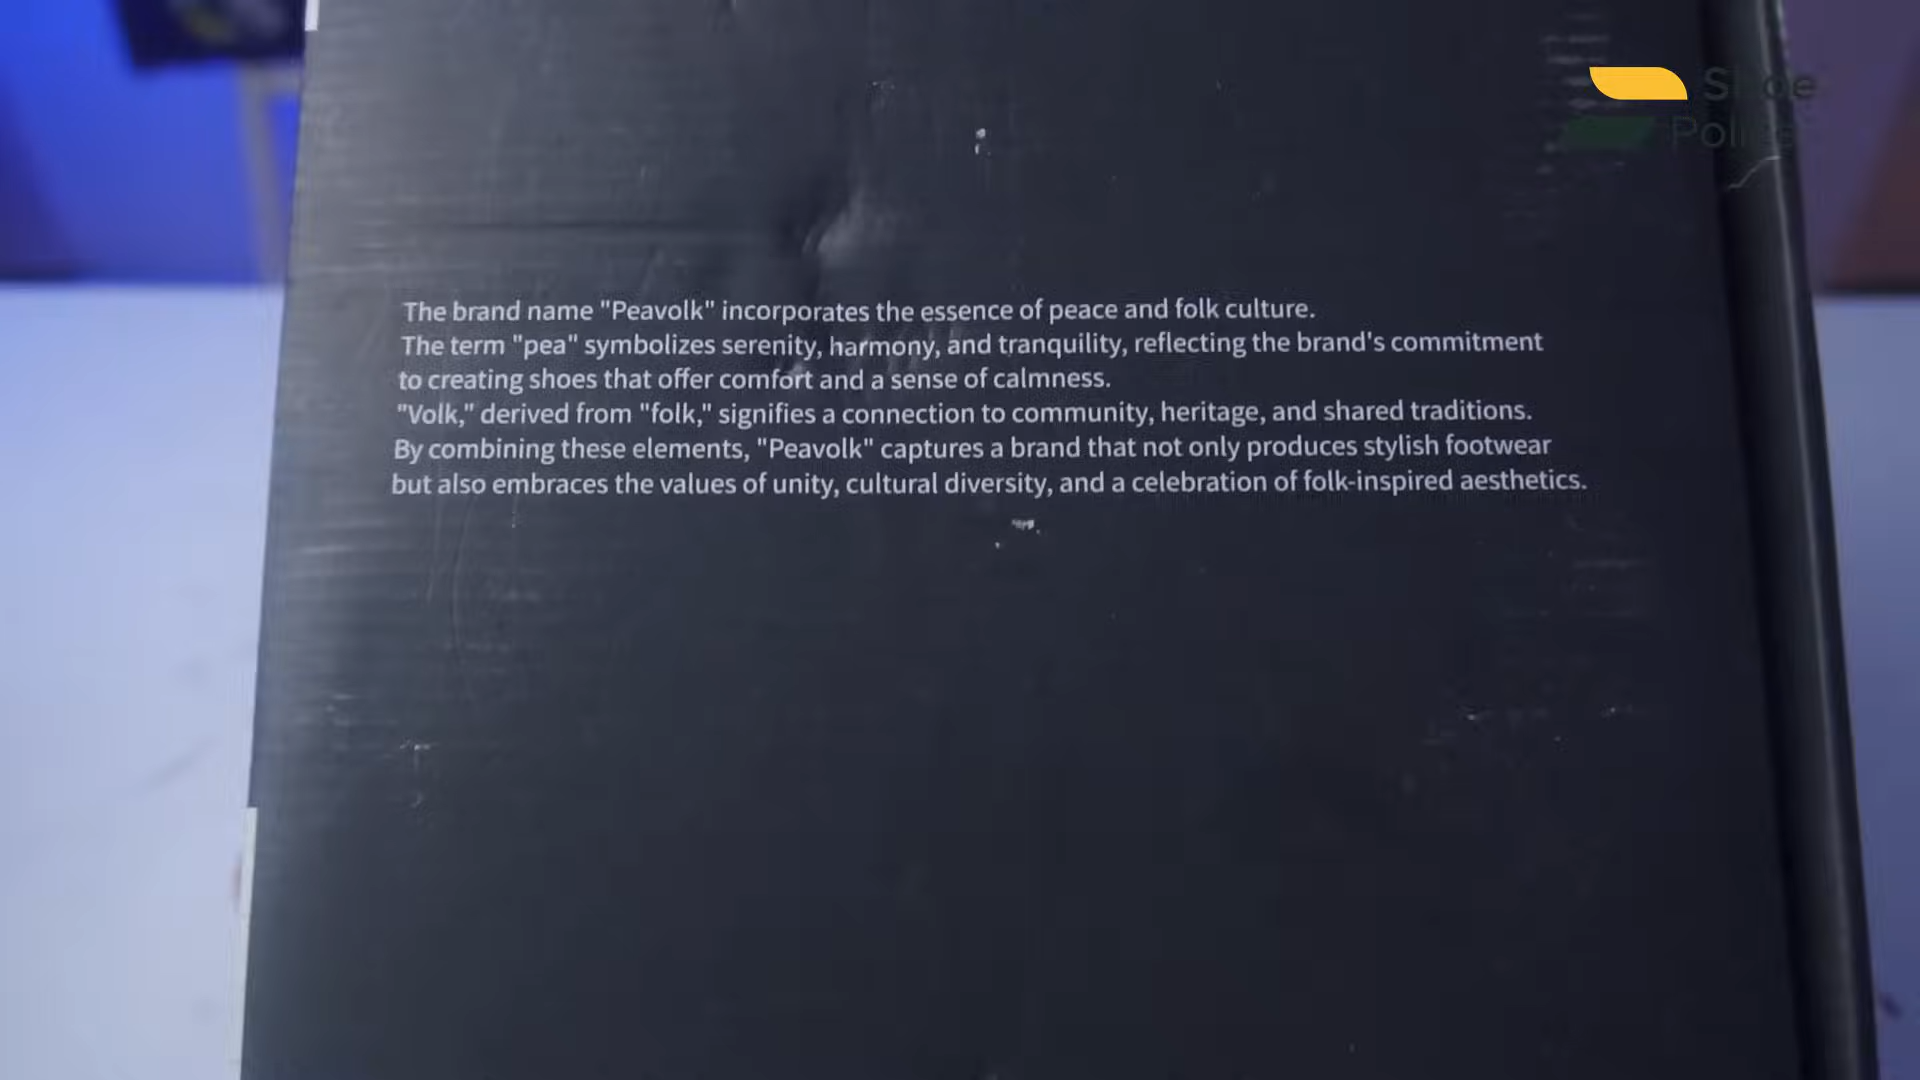 Shoe
The brand name "Peavolk" incorporates the essence of peace and folk culture.
The term "pea" symbolizes serenity, harmony, and tranquility, reflecting the brand's commitment
to creating shoes that offer comfort and a sense of calmness.
"Volk," derived from "folk," signifies a connection to community, heritage, and shared traditions.
By combining these elements, "Peavolk" captures a brand that not only produces stylish footwear
but also embraces the values of unity, cultural diversity, and a celebration of folk-inspired aesthetics.